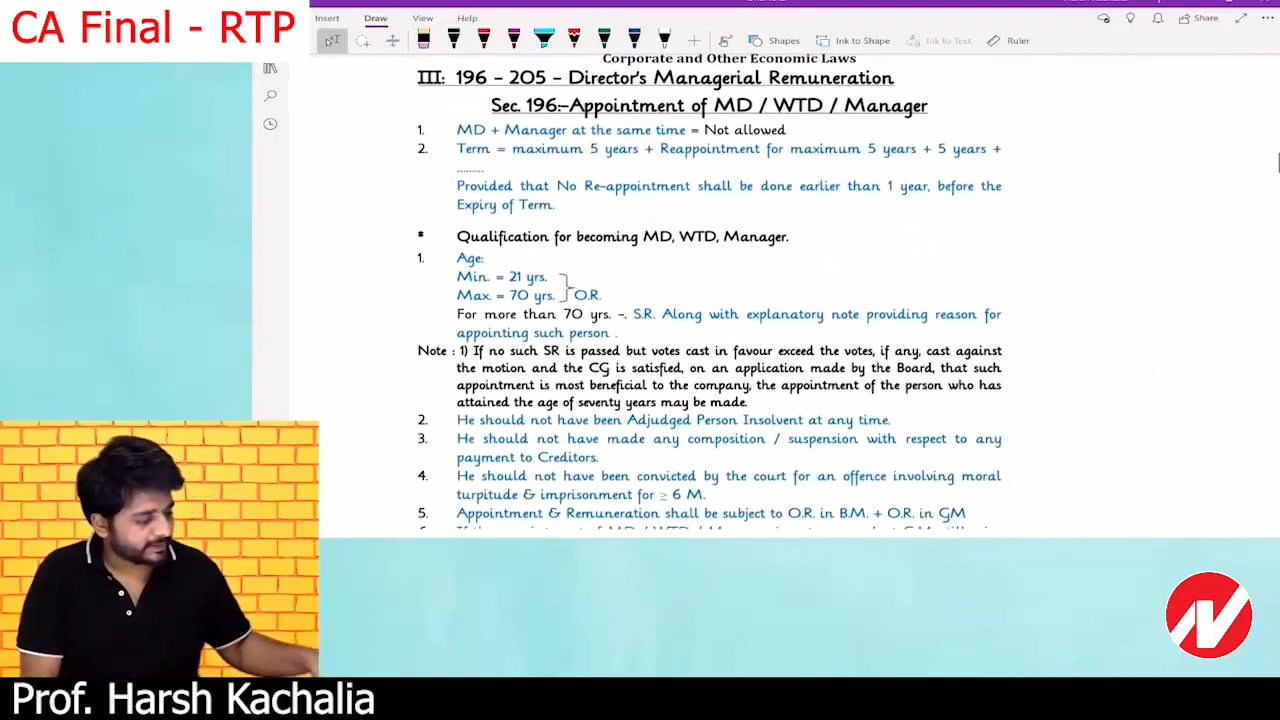 CA Final - RTP
Insert Draw View Help
Share
Shapes Ink to Shape Ink to Text Ruler
Corporate and Other Economic Laws
III: 196 - 205 - Director's Managerial Remuneration
Sec. 196:-Appointment of MD / WTD / Manager
1. MD + Manager at the same time = Not allowed
2. Term = maximum 5 years + Reappointment for maximum 5 years + 5 years +
.........
Provided that No Re-appointment shall be done earlier than 1 year, before the
Expiry of Term.
* Qualification for becoming MD, WTD, Manager.
1. Age:
Min. = 21 yrs.
Max. = 70 yrs. O.R.
For more than 70 yrs. -. S.R. Along with explanatory note providing reason for
appointing such person .
Note : 1) If no such SR is passed but votes cast in favour exceed the votes, if any, cast against
the motion and the CG is satisfied, on an application made by the Board, that such
appointment is most beneficial to the company, the appointment of the person who has
attained the age of seventy years may be made.
2. He should not have been Adjudged Person Insolvent at any time.
3. He should not have made any composition / suspension with respect to any
payment to Creditors.
4. He should not have been convicted by the court for an offence involving moral
turpitude & imprisonment for ≥ 6 M.
5. Appointment & Remuneration shall be subject to O.R. in B.M. + O.R. in GM
Prof. Harsh Kachalia